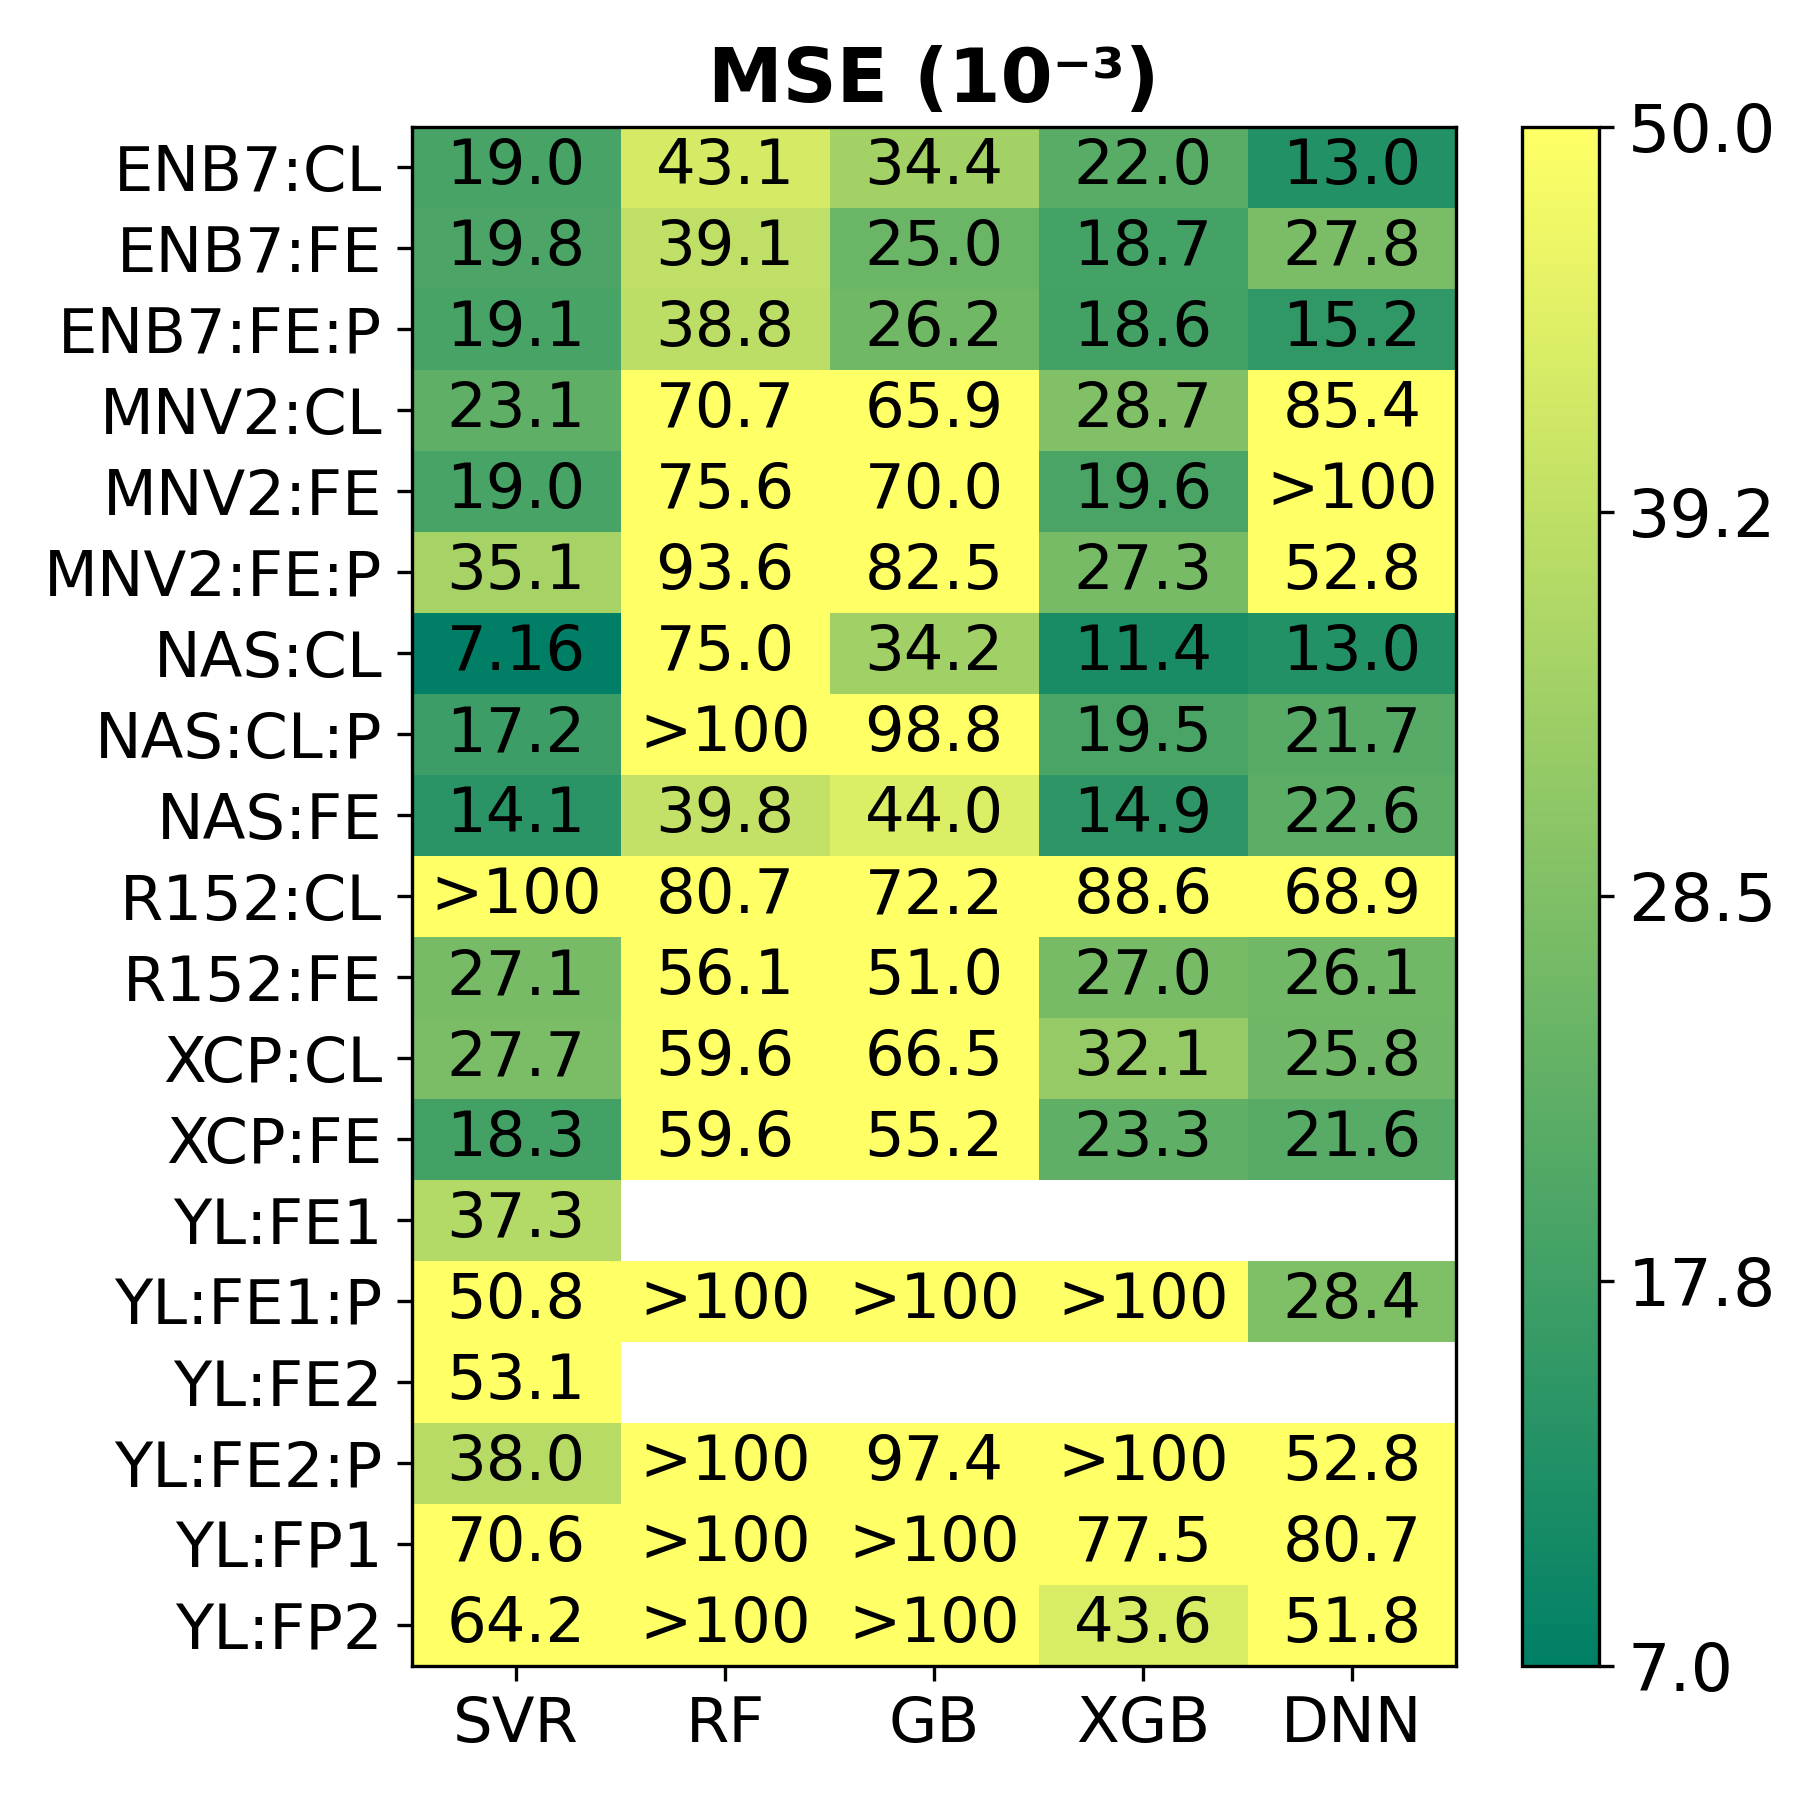 MSE (10⁻³)
ENB7:CL 19.0 43.1 34.4 22.0 13.0
ENB7:FE 19.8 39.1 25.0 18.7 27.8
ENB7:FE:P 19.1 38.8 26.2 18.6 15.2
MNV2:CL 23.1 70.7 65.9 28.7 85.4
MNV2:FE 19.0 75.6 70.0 19.6 >100
MNV2:FE:P 35.1 93.6 82.5 27.3 52.8
NAS:CL 7.16 75.0 34.2 11.4 13.0
NAS:CL:P 17.2 >100 98.8 19.5 21.7
NAS:FE 14.1 39.8 44.0 14.9 22.6
R152:CL >100 80.7 72.2 88.6 68.9
R152:FE 27.1 56.1 51.0 27.0 26.1
XCP:CL 27.7 59.6 66.5 32.1 25.8
XCP:FE 18.3 59.6 55.2 23.3 21.6
YL:FE1 37.3
YL:FE1:P 50.8 >100 >100 >100 28.4
YL:FE2 53.1
YL:FE2:P 38.0 >100 97.4 >100 52.8
YL:FP1 70.6 >100 >100 77.5 80.7
YL:FP2 64.2 >100 >100 43.6 51.8
SVR RF GB XGB DNN
50.0
39.2
28.5
17.8
7.0